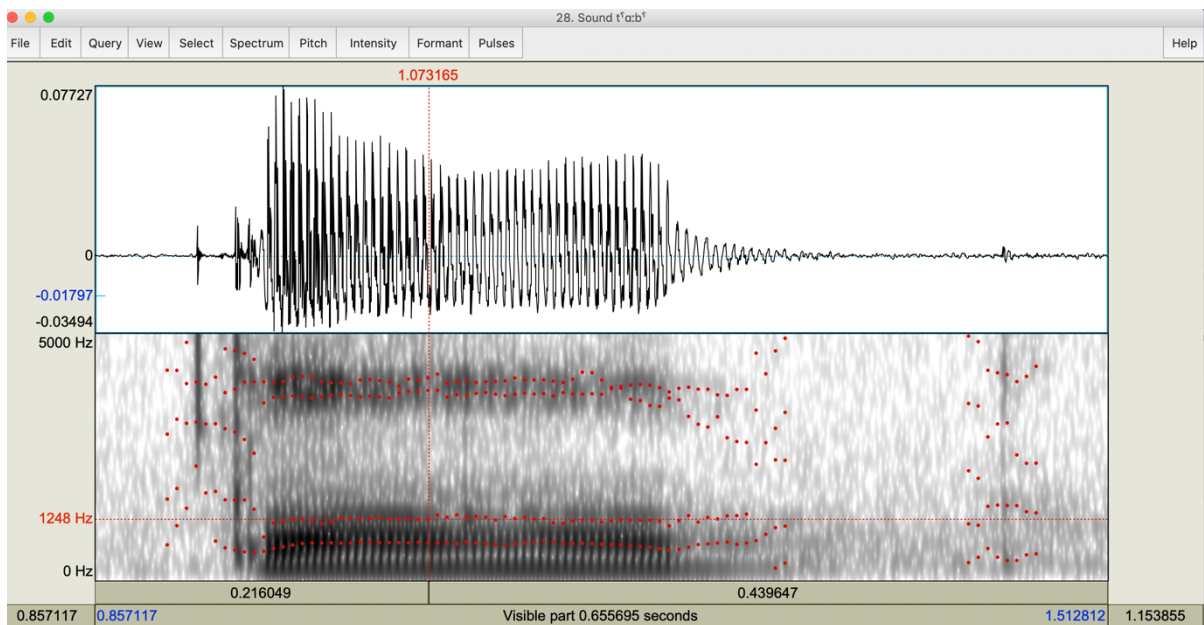 28. Sound tˤɑ:bˤ
File Edit Query View Select Spectrum Pitch Intensity Formant Pulses Help
1.073165
0.07727
0
-0.01797
-0.03494
5000 Hz
1248 Hz
0 Hz
0.216049 0.439647
0.857117 0.857117 Visible part 0.655695 seconds 1.512812 1.153855